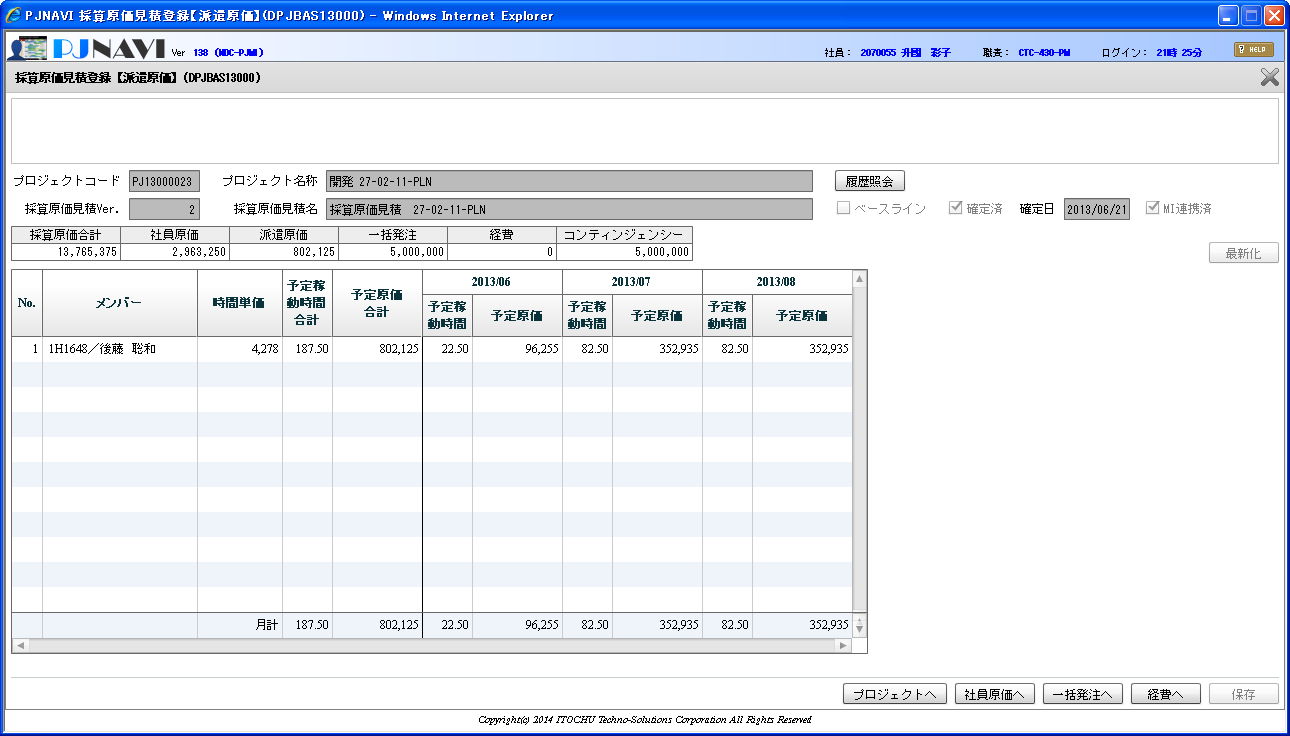 PJNAVI 採算原価見積登録【派遣原価】(DPJBAS13000) - Windows Internet Explorer
PJNAVI Ver 138 (NDC-PJM) 社員： 2070055 升國 彩子 職責： CTC-430-PM ログイン： 21時 25分 ? HELP
採算原価見積登録【派遣原価】(DPJBAS13000)
プロジェクトコード PJ13000023 プロジェクト名称 開発 27-02-11-PLN 履歴照会
採算原価見積Ver. 2 採算原価見積名 採算原価見積 27-02-11-PLN ベースライン 確定済 確定日 2013/06/21 MI連携済
採算原価合計 社員原価 派遣原価 一括発注 経費 コンティンジェンシー
13,765,375 2,963,250 802,125 5,000,000 0 5,000,000
最新化
No. メンバー 時間単価 予定稼動時間合計 予定原価合計 2013/06 2013/07 2013/08
予定稼動時間 予定原価 予定稼動時間 予定原価 予定稼動時間 予定原価
1 1H1648／後藤 聡和 4,278 187.50 802,125 22.50 96,255 82.50 352,935 82.50 352,935
月計 187.50 802,125 22.50 96,255 82.50 352,935 82.50 352,935
プロジェクトへ 社員原価へ 一括発注へ 経費へ 保存
Copyright(c) 2014 ITOCHU Techno-Solutions Corporation All Rights Reserved